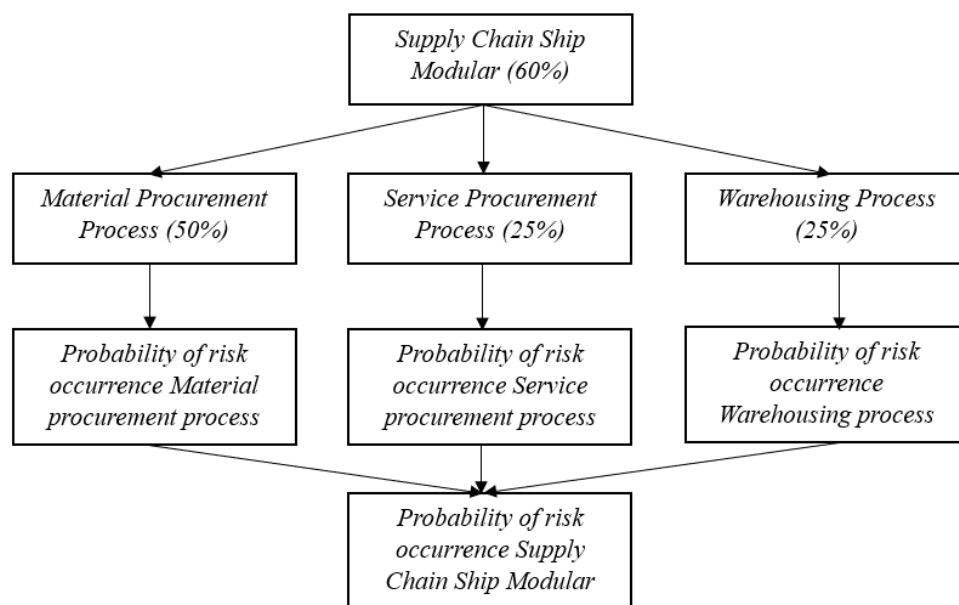 Supply Chain Ship
Modular (60%)
Material Procurement
Process (50%)
Service Procurement
Process (25%)
Warehousing Process
(25%)
Probability of risk
occurrence Material
procurement process
Probability of risk
occurrence Service
procurement process
Probability of risk
occurrence
Warehousing process
Probability of risk
occurrence Supply
Chain Ship Modular